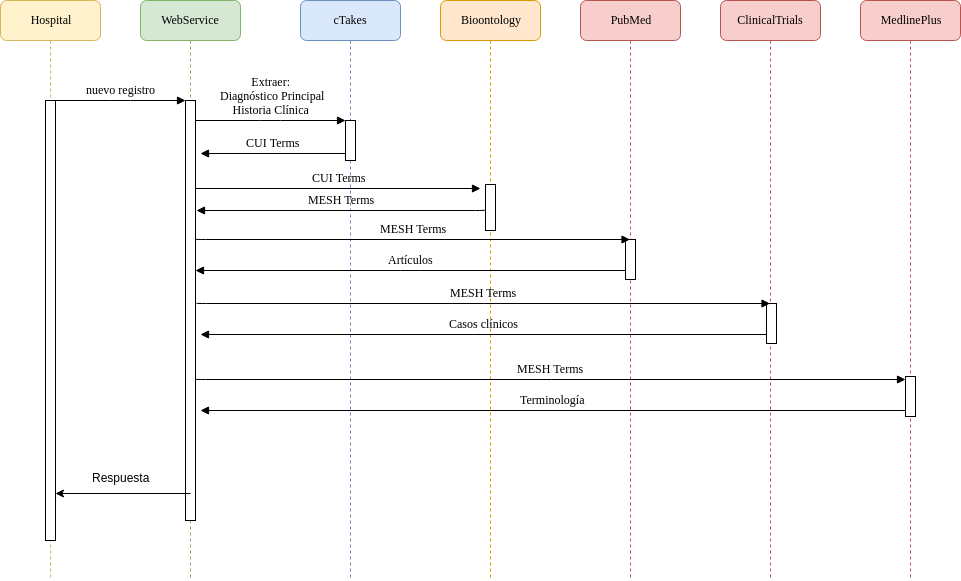 Hospital
WebService
cTakes
Bioontology
PubMed
ClinicalTrials
MedlinePlus
nuevo registro
Extraer:
Diagnóstico Principal
Historia Clínica
CUI Terms
CUI Terms
MESH Terms
MESH Terms
Artículos
MESH Terms
Casos clínicos
MESH Terms
Terminología
Respuesta